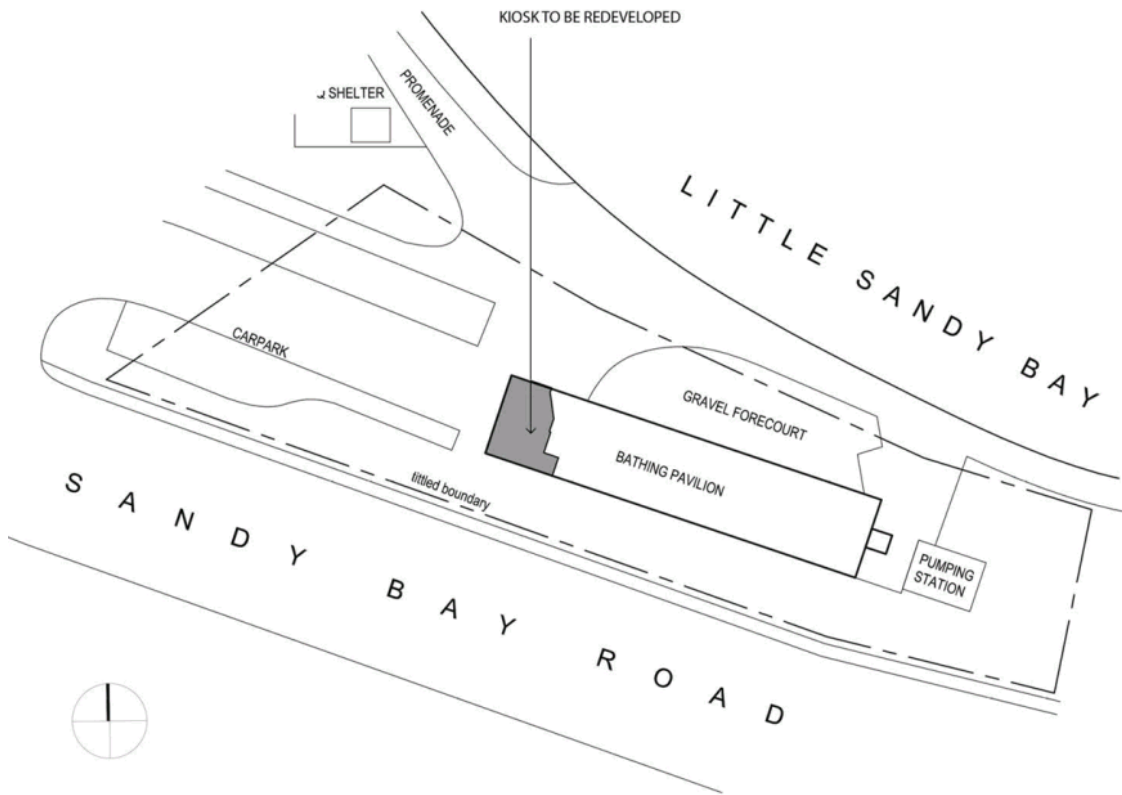 KIOSK TO BE REDEVELOPED
SHELTER
PROMENADE
LITTLE SANDY BAY
CARPARK
GRAVEL FORECOURT
BATHING PAVILION
tittled boundary
PUMPING
STATION
SANDY BAY ROAD